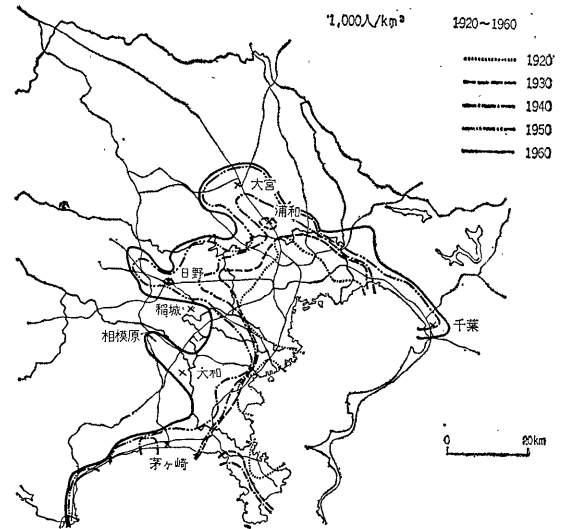 1,000人/km²
1920～1960
1920
1930
1940
1950
1960
大宮
浦和
日野
稲城
相模原
千葉
大和
茅ヶ崎
0
20km